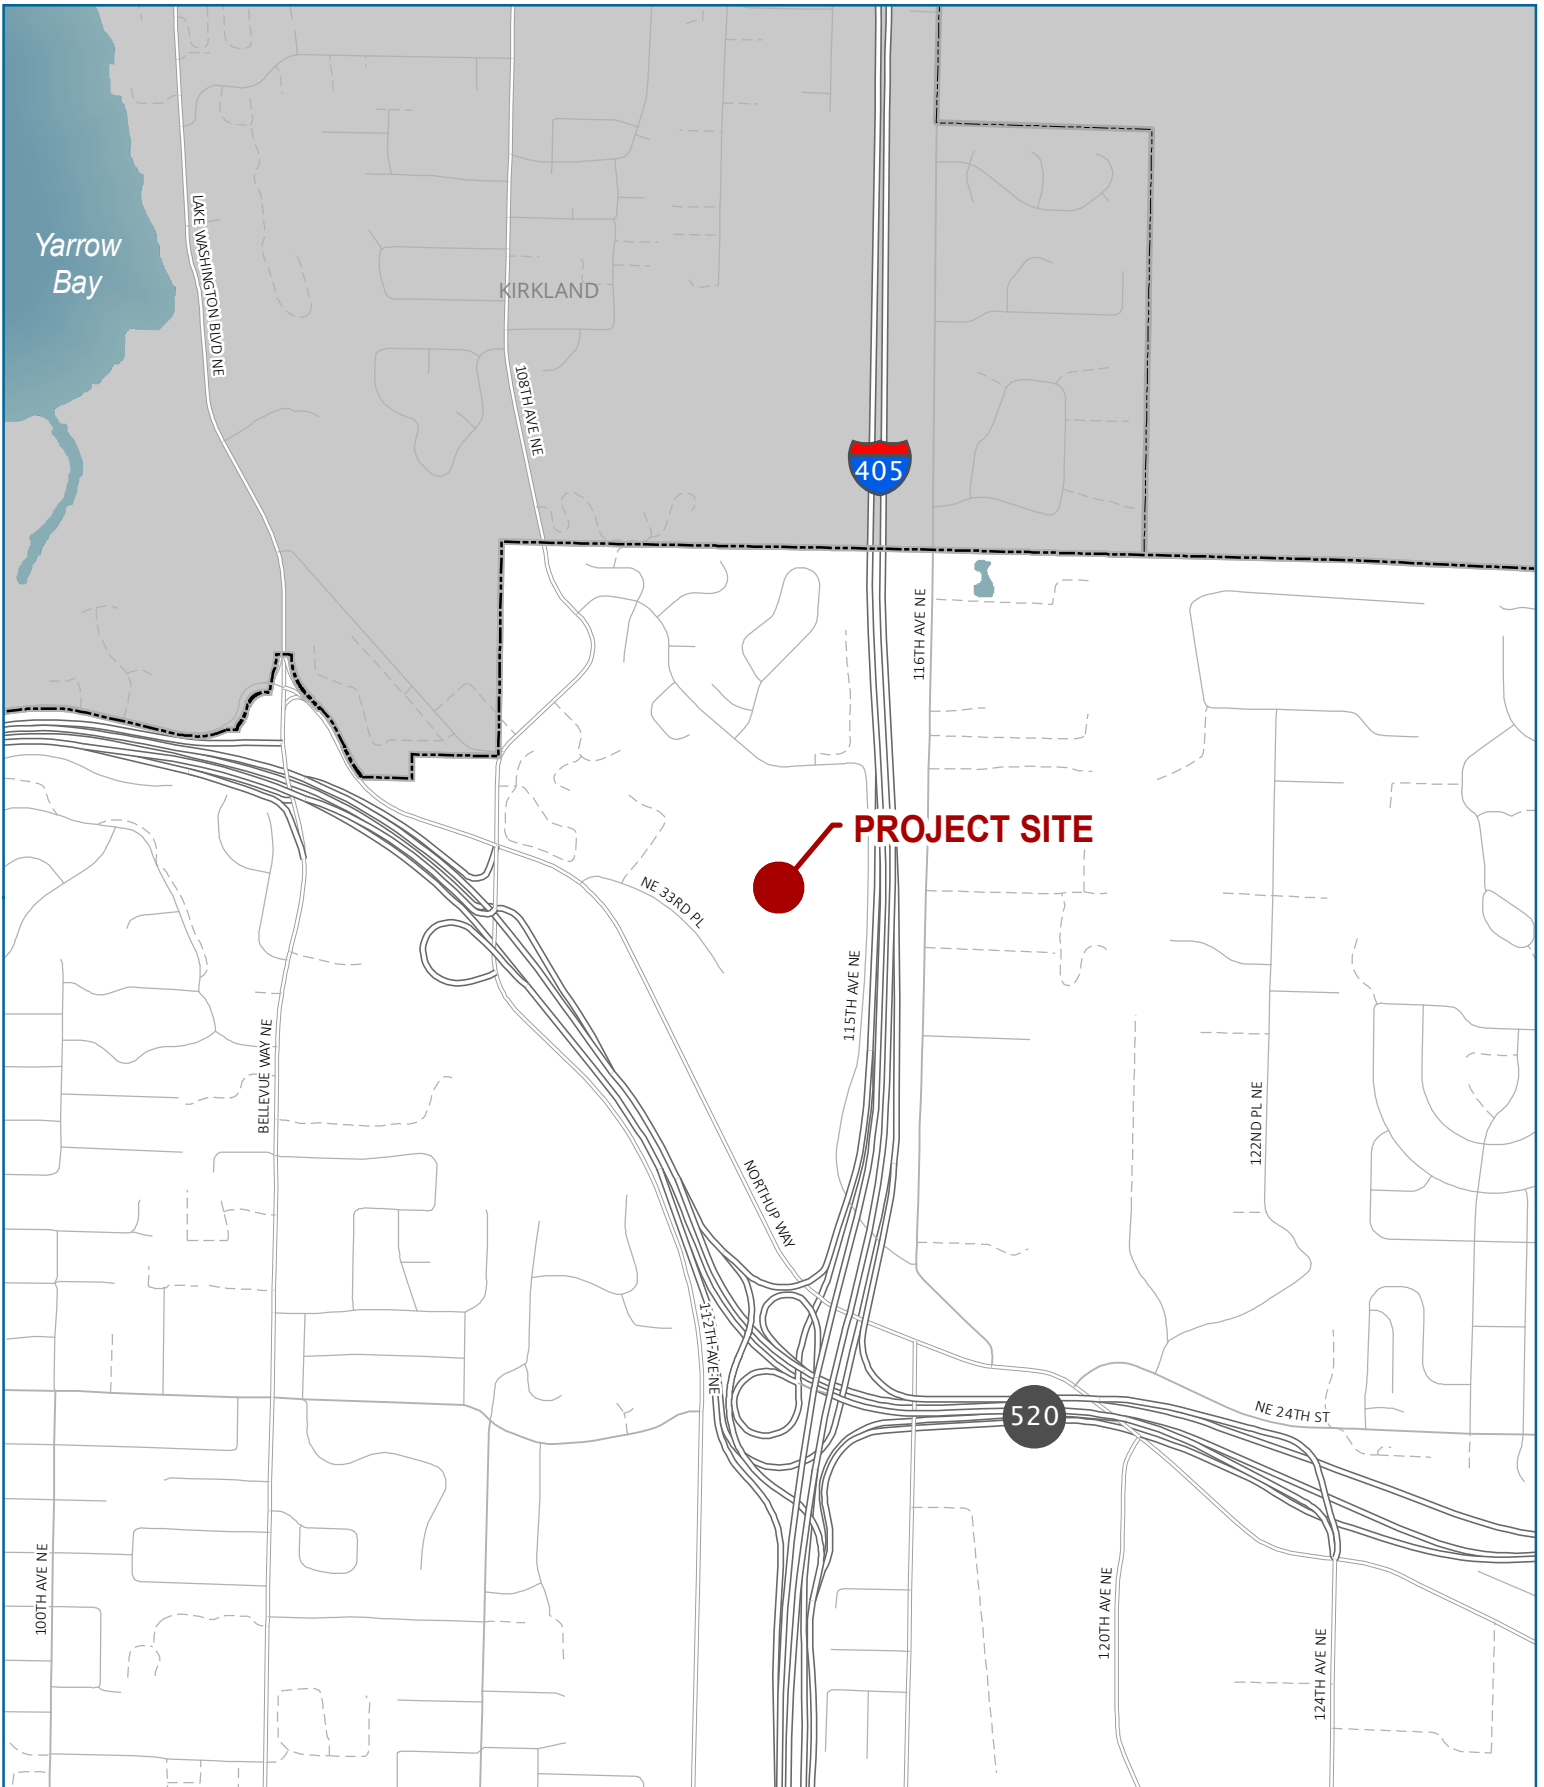 Yarrow
Bay
LAKE WASHINGTON BLVD NE
KIRKLAND
108TH AVE NE
405
116TH AVE NE
PROJECT SITE
NE 33RD PL
115TH AVE NE
BELLEVUE WAY NE
122ND PL NE
NORTHUP WAY
112TH AVE NE
520
NE 24TH ST
100TH AVE NE
120TH AVE NE
124TH AVE NE